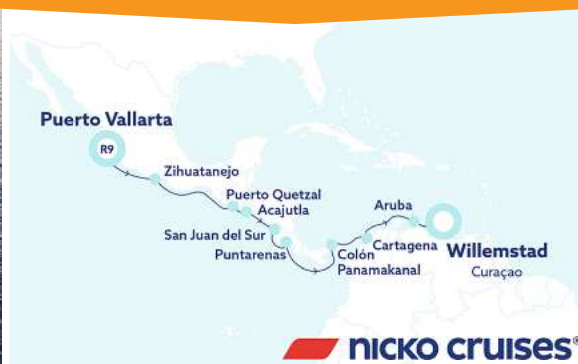 Puerto Vallarta
R9
Zihuatanejo
Puerto Quetzal
Acajutla
San Juan del Sur
Puntarenas
Colón
Panamakanal
Cartagena
Aruba
Willemstad
Curaçao
nicko cruises®